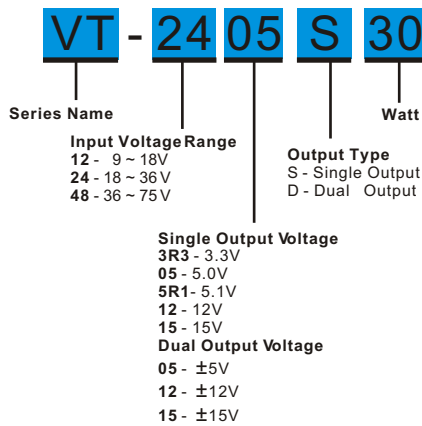 VT - 24 05 S 30
Series Name
Watt
Input Voltage Range
12 - 9 ~ 18V
24 - 18 ~ 36V
48 - 36 ~ 75V
Output Type
S - Single Output
D - Dual Output
Single Output Voltage
3R3 - 3.3V
05 - 5.0V
5R1- 5.1V
12 - 12V
15 - 15V
Dual Output Voltage
05 - ±5V
12 - ±12V
15 - ±15V